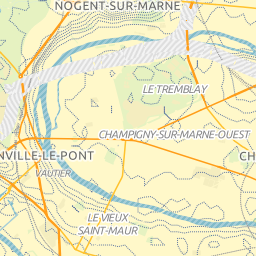 NOGENT-SUR-MARNE
LE TREMBLAY
CHAMPIGNY-SUR-MARNE-OUEST
NVILLE-LE-PONT
CH
VAUTIER
LE VIEUX
SAINT-MAUR